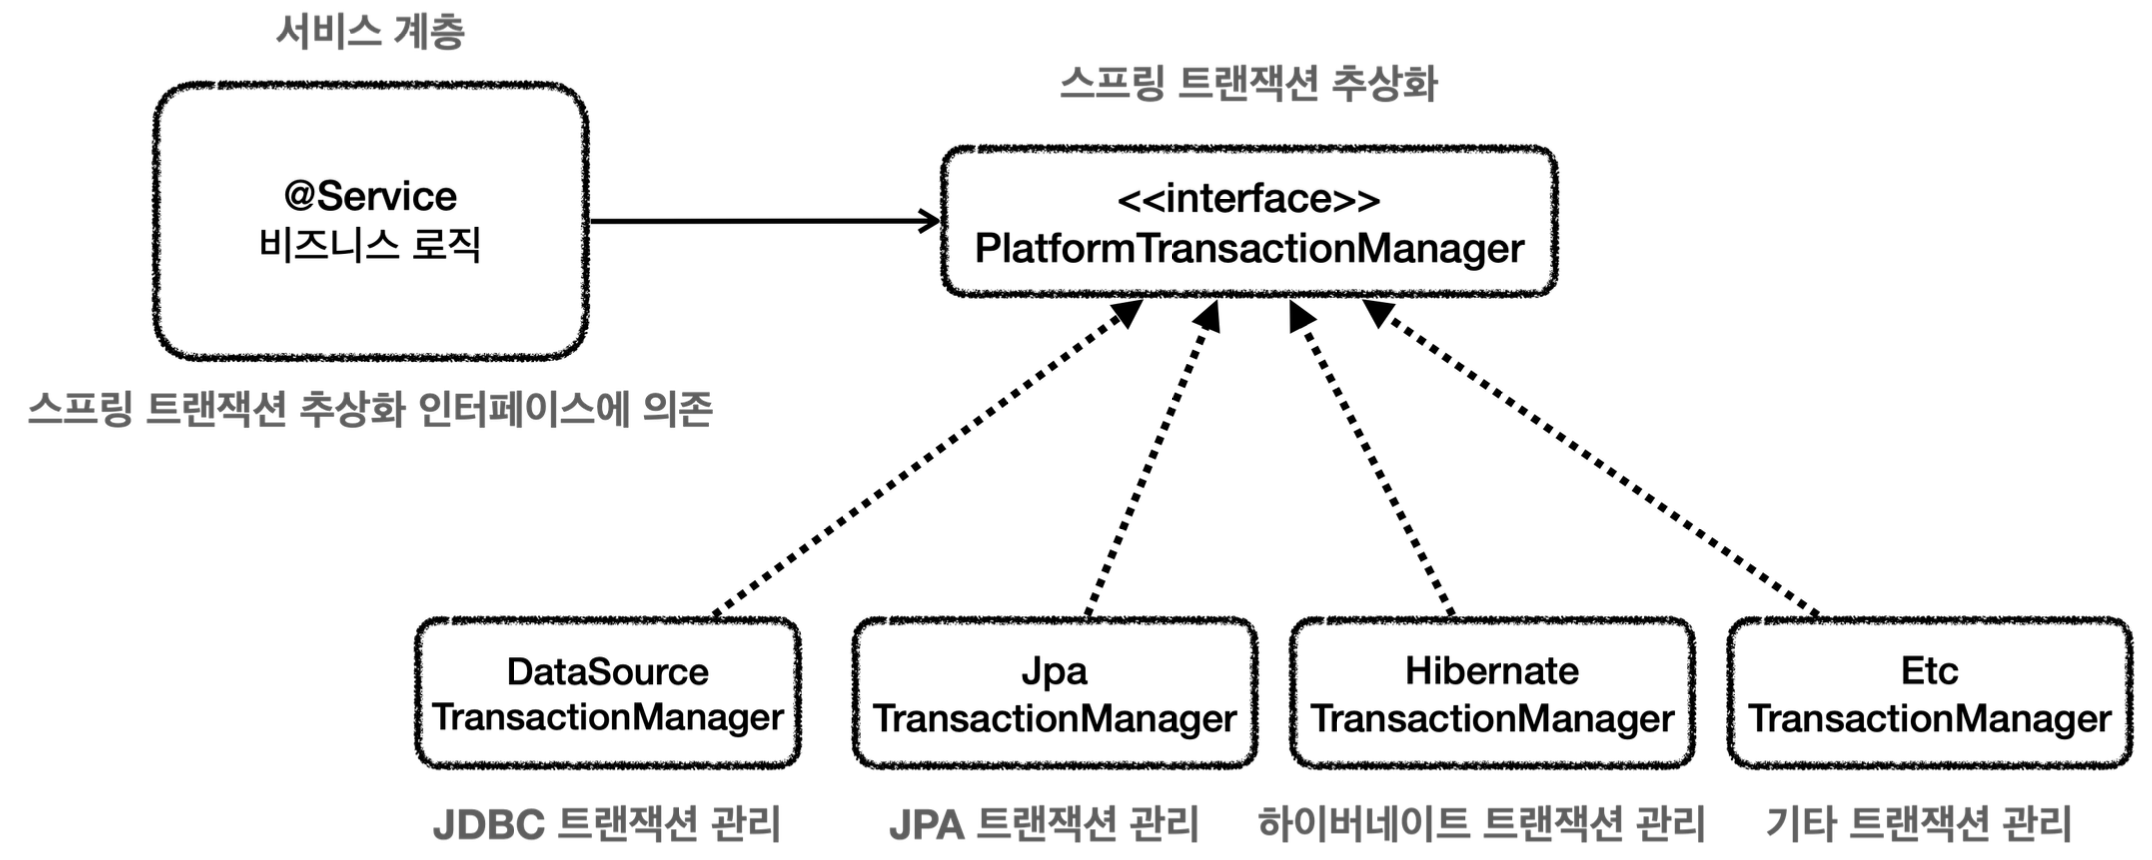 서비스 계층
@Service
비즈니스 로직
스프링 트랜잭션 추상화 인터페이스에 의존
스프링 트랜잭션 추상화
<<interface>>
PlatformTransactionManager
DataSource
TransactionManager
JDBC 트랜잭션 관리
Jpa
TransactionManager
JPA 트랜잭션 관리
Hibernate
TransactionManager
하이버네이트 트랜잭션 관리
Etc
TransactionManager
기타 트랜잭션 관리